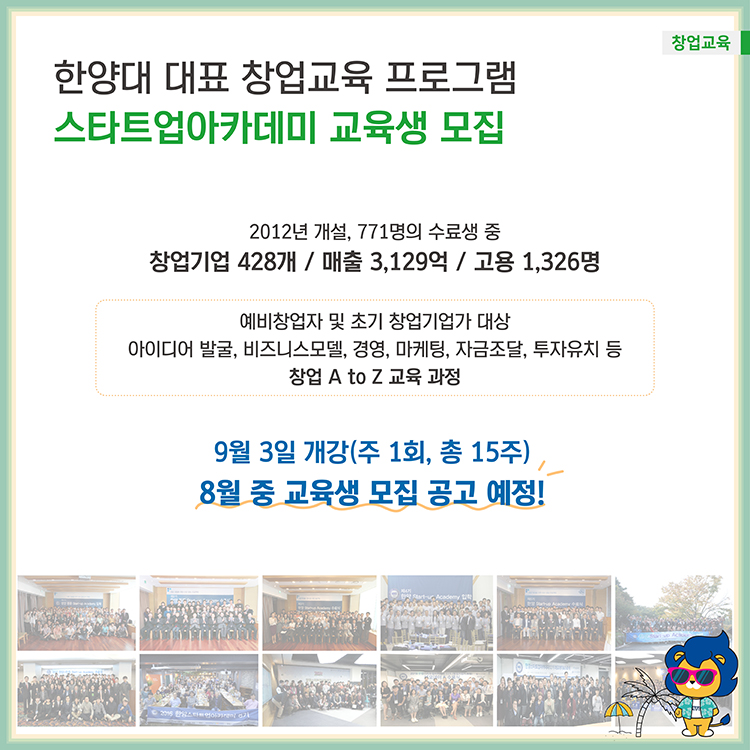 창업교육
한양대 대표 창업교육 프로그램
스타트업아카데미 교육생 모집
2012년 개설, 771명의 수료생 중
창업기업 428개 / 매출 3,129억 / 고용 1,326명
예비창업자 및 초기 창업기업가 대상
아이디어 발굴, 비즈니스모델, 경영, 마케팅, 자금조달, 투자유치 등
창업 A to Z 교육 과정
9월 3일 개강(주 1회, 총 15주)
8월 중 교육생 모집 공고 예정!
Startup Academy
Startup Academy